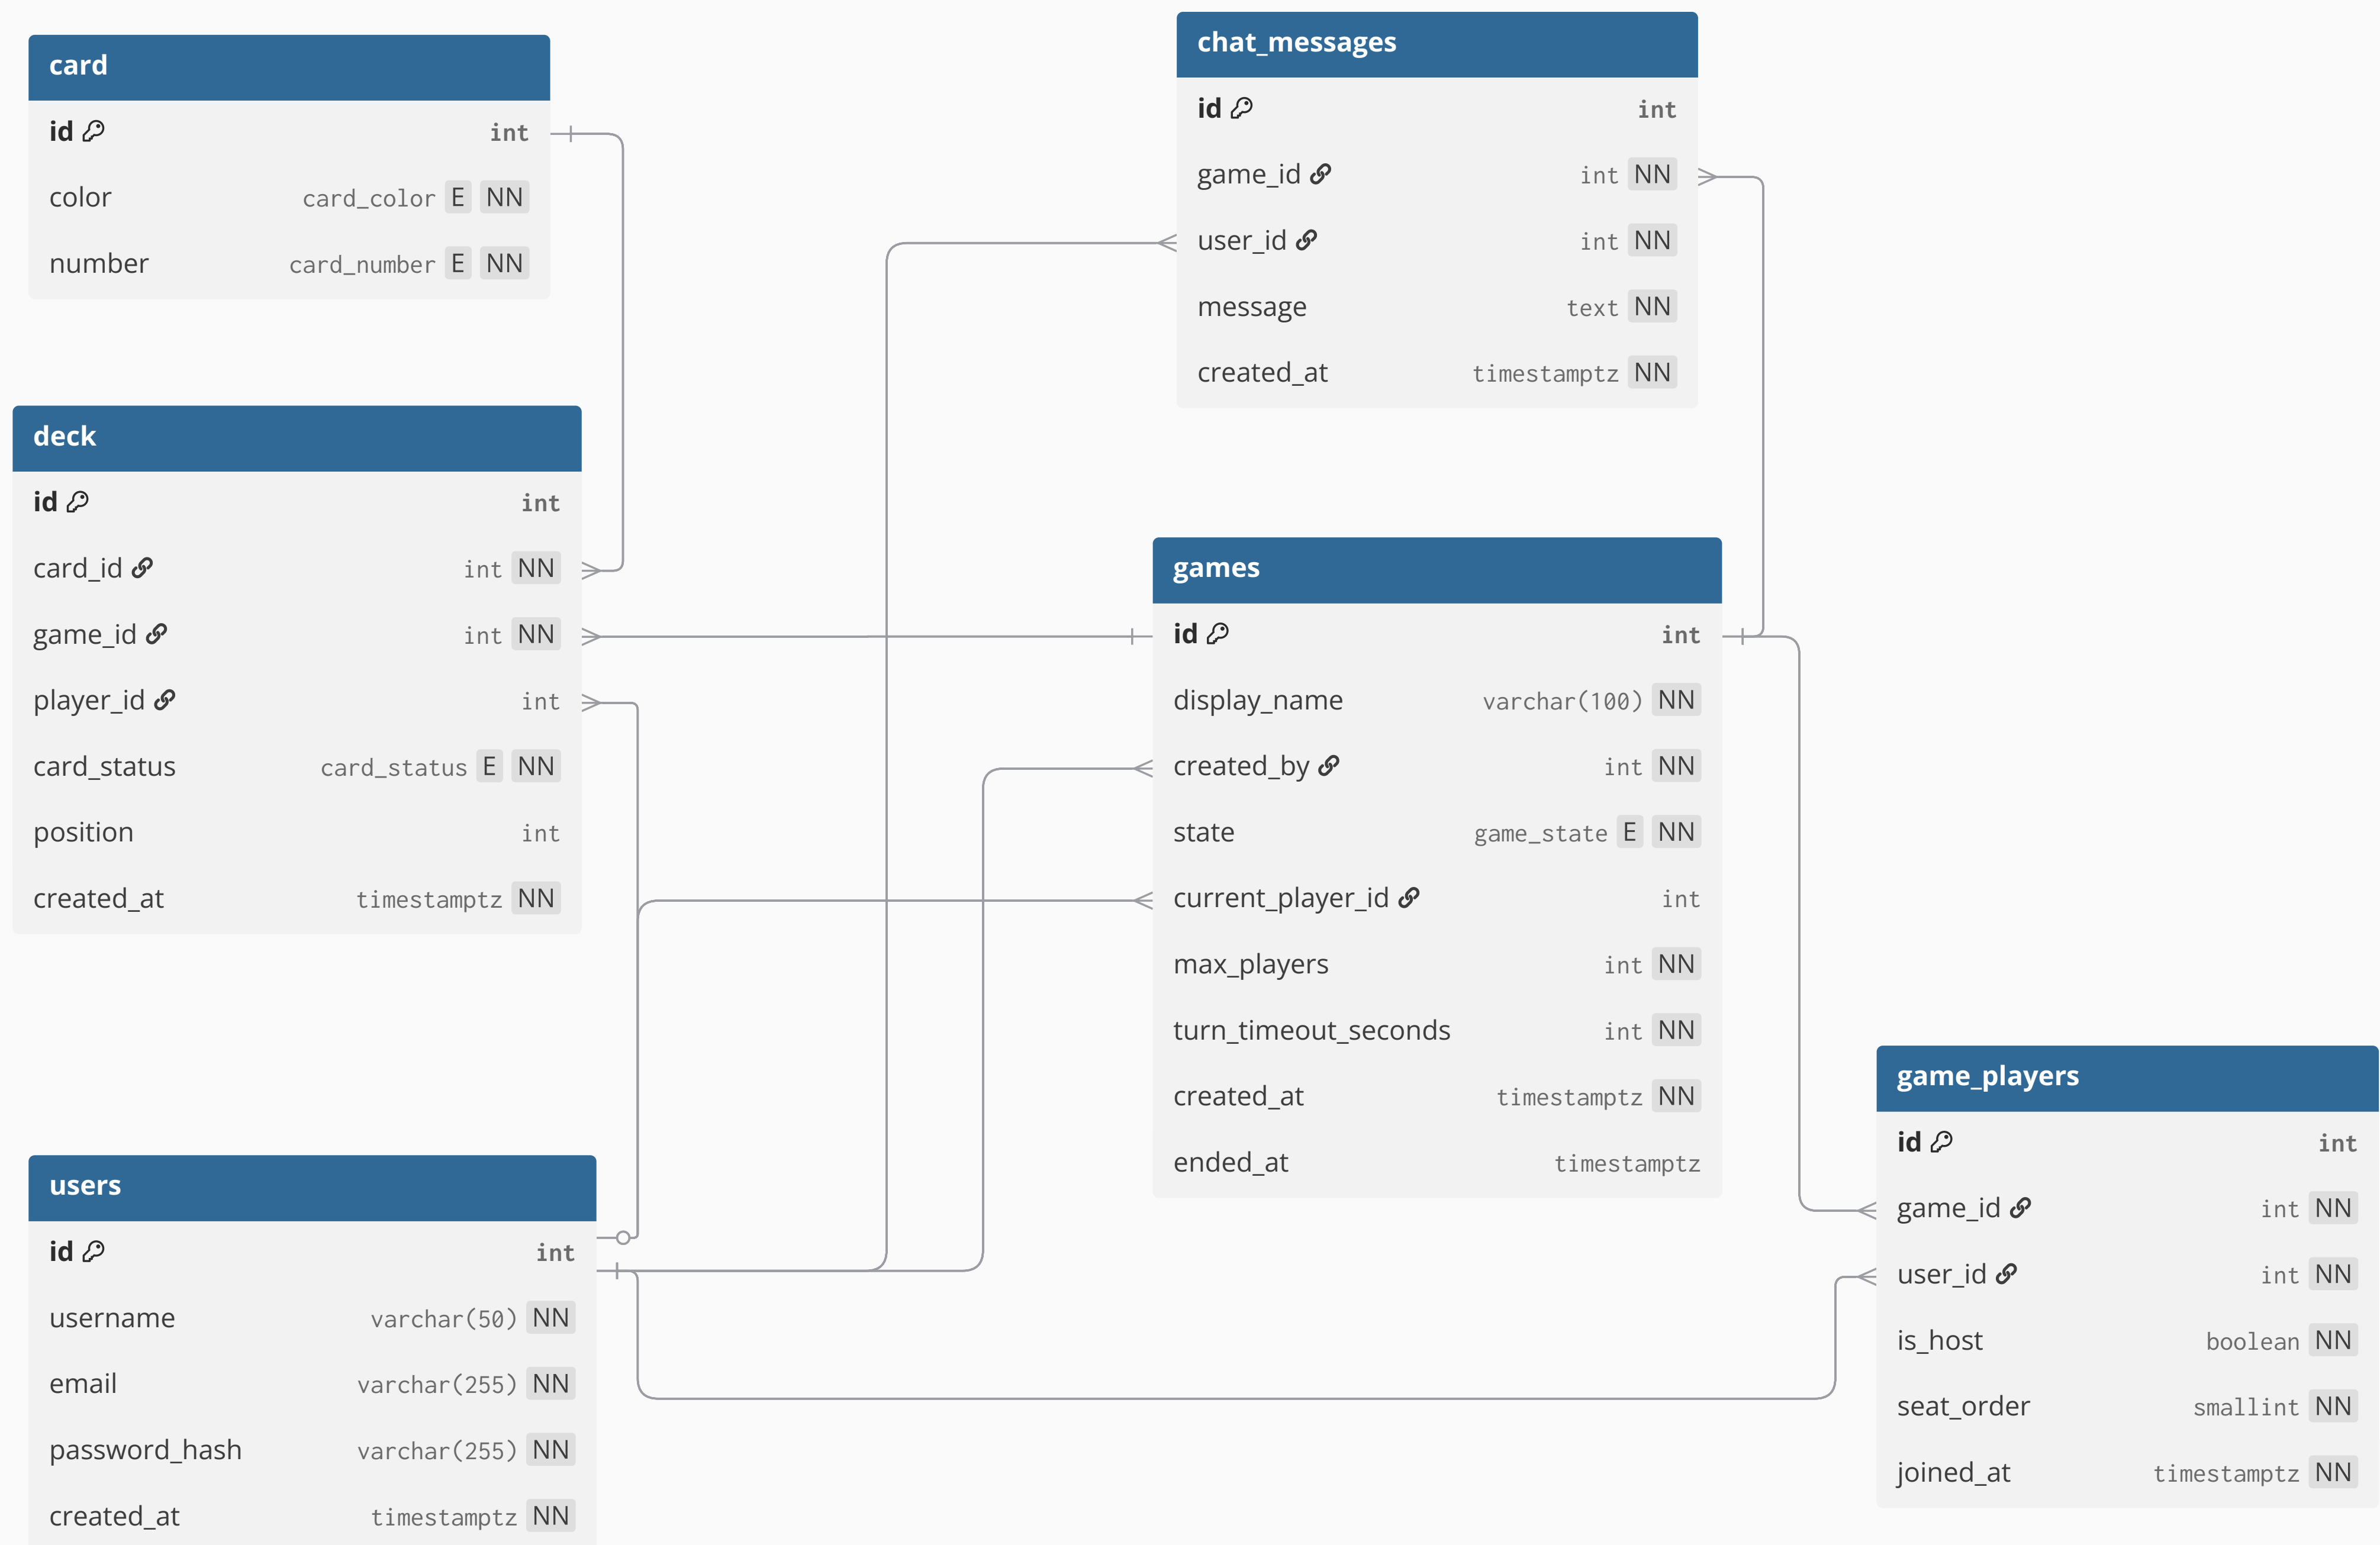 card
id int
color card_color E NN
number card_number E NN
chat_messages
id int
game_id int NN
user_id int NN
message text NN
created_at timestamptz NN
deck
id int
card_id int NN
game_id int NN
player_id int
card_status card_status E NN
position int
created_at timestamptz NN
games
id int
display_name varchar(100) NN
created_by int NN
state game_state E NN
current_player_id int
max_players int NN
turn_timeout_seconds int NN
created_at timestamptz NN
ended_at timestamptz
users
id int
username varchar(50) NN
email varchar(255) NN
password_hash varchar(255) NN
created_at timestamptz NN
game_players
id int
game_id int NN
user_id int NN
is_host boolean NN
seat_order smallint NN
joined_at timestamptz NN